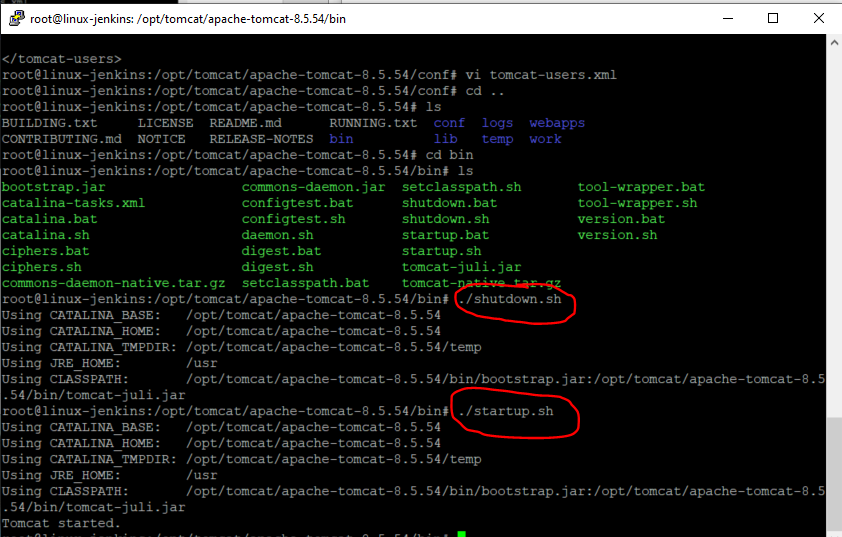 root@linux-jenkins: /opt/tomcat/apache-tomcat-8.5.54/bin
</tomcat-users>
root@linux-jenkins:/opt/tomcat/apache-tomcat-8.5.54/conf# vi tomcat-users.xml
root@linux-jenkins:/opt/tomcat/apache-tomcat-8.5.54/conf# cd ..
root@linux-jenkins:/opt/tomcat/apache-tomcat-8.5.54# ls
BUILDING.txt LICENSE README.md RUNNING.txt conf logs webapps
CONTRIBUTING.md NOTICE RELEASE-NOTES bin lib temp work
root@linux-jenkins:/opt/tomcat/apache-tomcat-8.5.54# cd bin
root@linux-jenkins:/opt/tomcat/apache-tomcat-8.5.54/bin# ls
bootstrap.jar commons-daemon.jar setclasspath.sh tool-wrapper.bat
catalina-tasks.xml configtest.bat shutdown.bat tool-wrapper.sh
catalina.bat configtest.sh shutdown.sh version.bat
catalina.sh daemon.sh startup.bat version.sh
ciphers.bat digest.bat startup.sh
ciphers.sh digest.sh tomcat-juli.jar
commons-daemon-native.tar.gz setclasspath.bat tomcat-native.tar.gz
root@linux-jenkins:/opt/tomcat/apache-tomcat-8.5.54/bin# ./shutdown.sh
Using CATALINA_BASE: /opt/tomcat/apache-tomcat-8.5.54
Using CATALINA_HOME: /opt/tomcat/apache-tomcat-8.5.54
Using CATALINA_TMPDIR: /opt/tomcat/apache-tomcat-8.5.54/temp
Using JRE_HOME: /usr
Using CLASSPATH: /opt/tomcat/apache-tomcat-8.5.54/bin/bootstrap.jar:/opt/tomcat/apache-tomcat-8.5
.54/bin/tomcat-juli.jar
root@linux-jenkins:/opt/tomcat/apache-tomcat-8.5.54/bin# ./startup.sh
Using CATALINA_BASE: /opt/tomcat/apache-tomcat-8.5.54
Using CATALINA_HOME: /opt/tomcat/apache-tomcat-8.5.54
Using CATALINA_TMPDIR: /opt/tomcat/apache-tomcat-8.5.54/temp
Using JRE_HOME: /usr
Using CLASSPATH: /opt/tomcat/apache-tomcat-8.5.54/bin/bootstrap.jar:/opt/tomcat/apache-tomcat-8.5
.54/bin/tomcat-juli.jar
Tomcat started.
root@linux-jenkins:/opt/tomcat/apache-tomcat-8.5.54/bin#